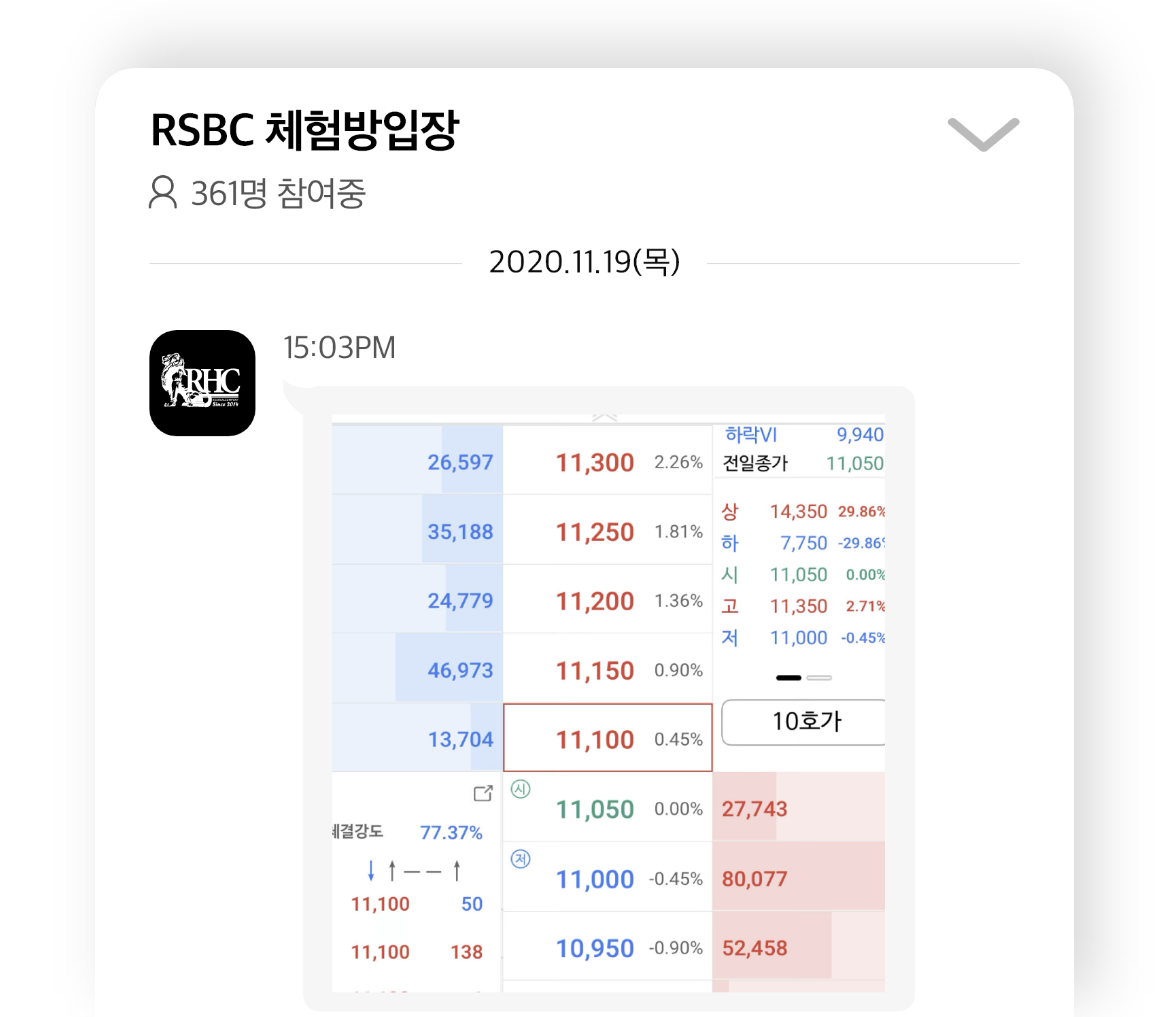 RSBC 체험방입장
361명 참여중
2020.11.19(목)
15:03PM
RHC
Since 2014
26,597 11,300 2.26%
35,188 11,250 1.81%
24,779 11,200 1.36%
46,973 11,150 0.90%
13,704 11,100 0.45%
하락VI 9,940
전일종가 11,050
상 14,350 29.86%
하 7,750 -29.86%
시 11,050 0.00%
고 11,350 2.71%
저 11,000 -0.45%
10호가
시 11,050 0.00% 27,743
저 11,000 -0.45% 80,077
10,950 -0.90% 52,458
체결강도 77.37%
11,100 50
11,100 138